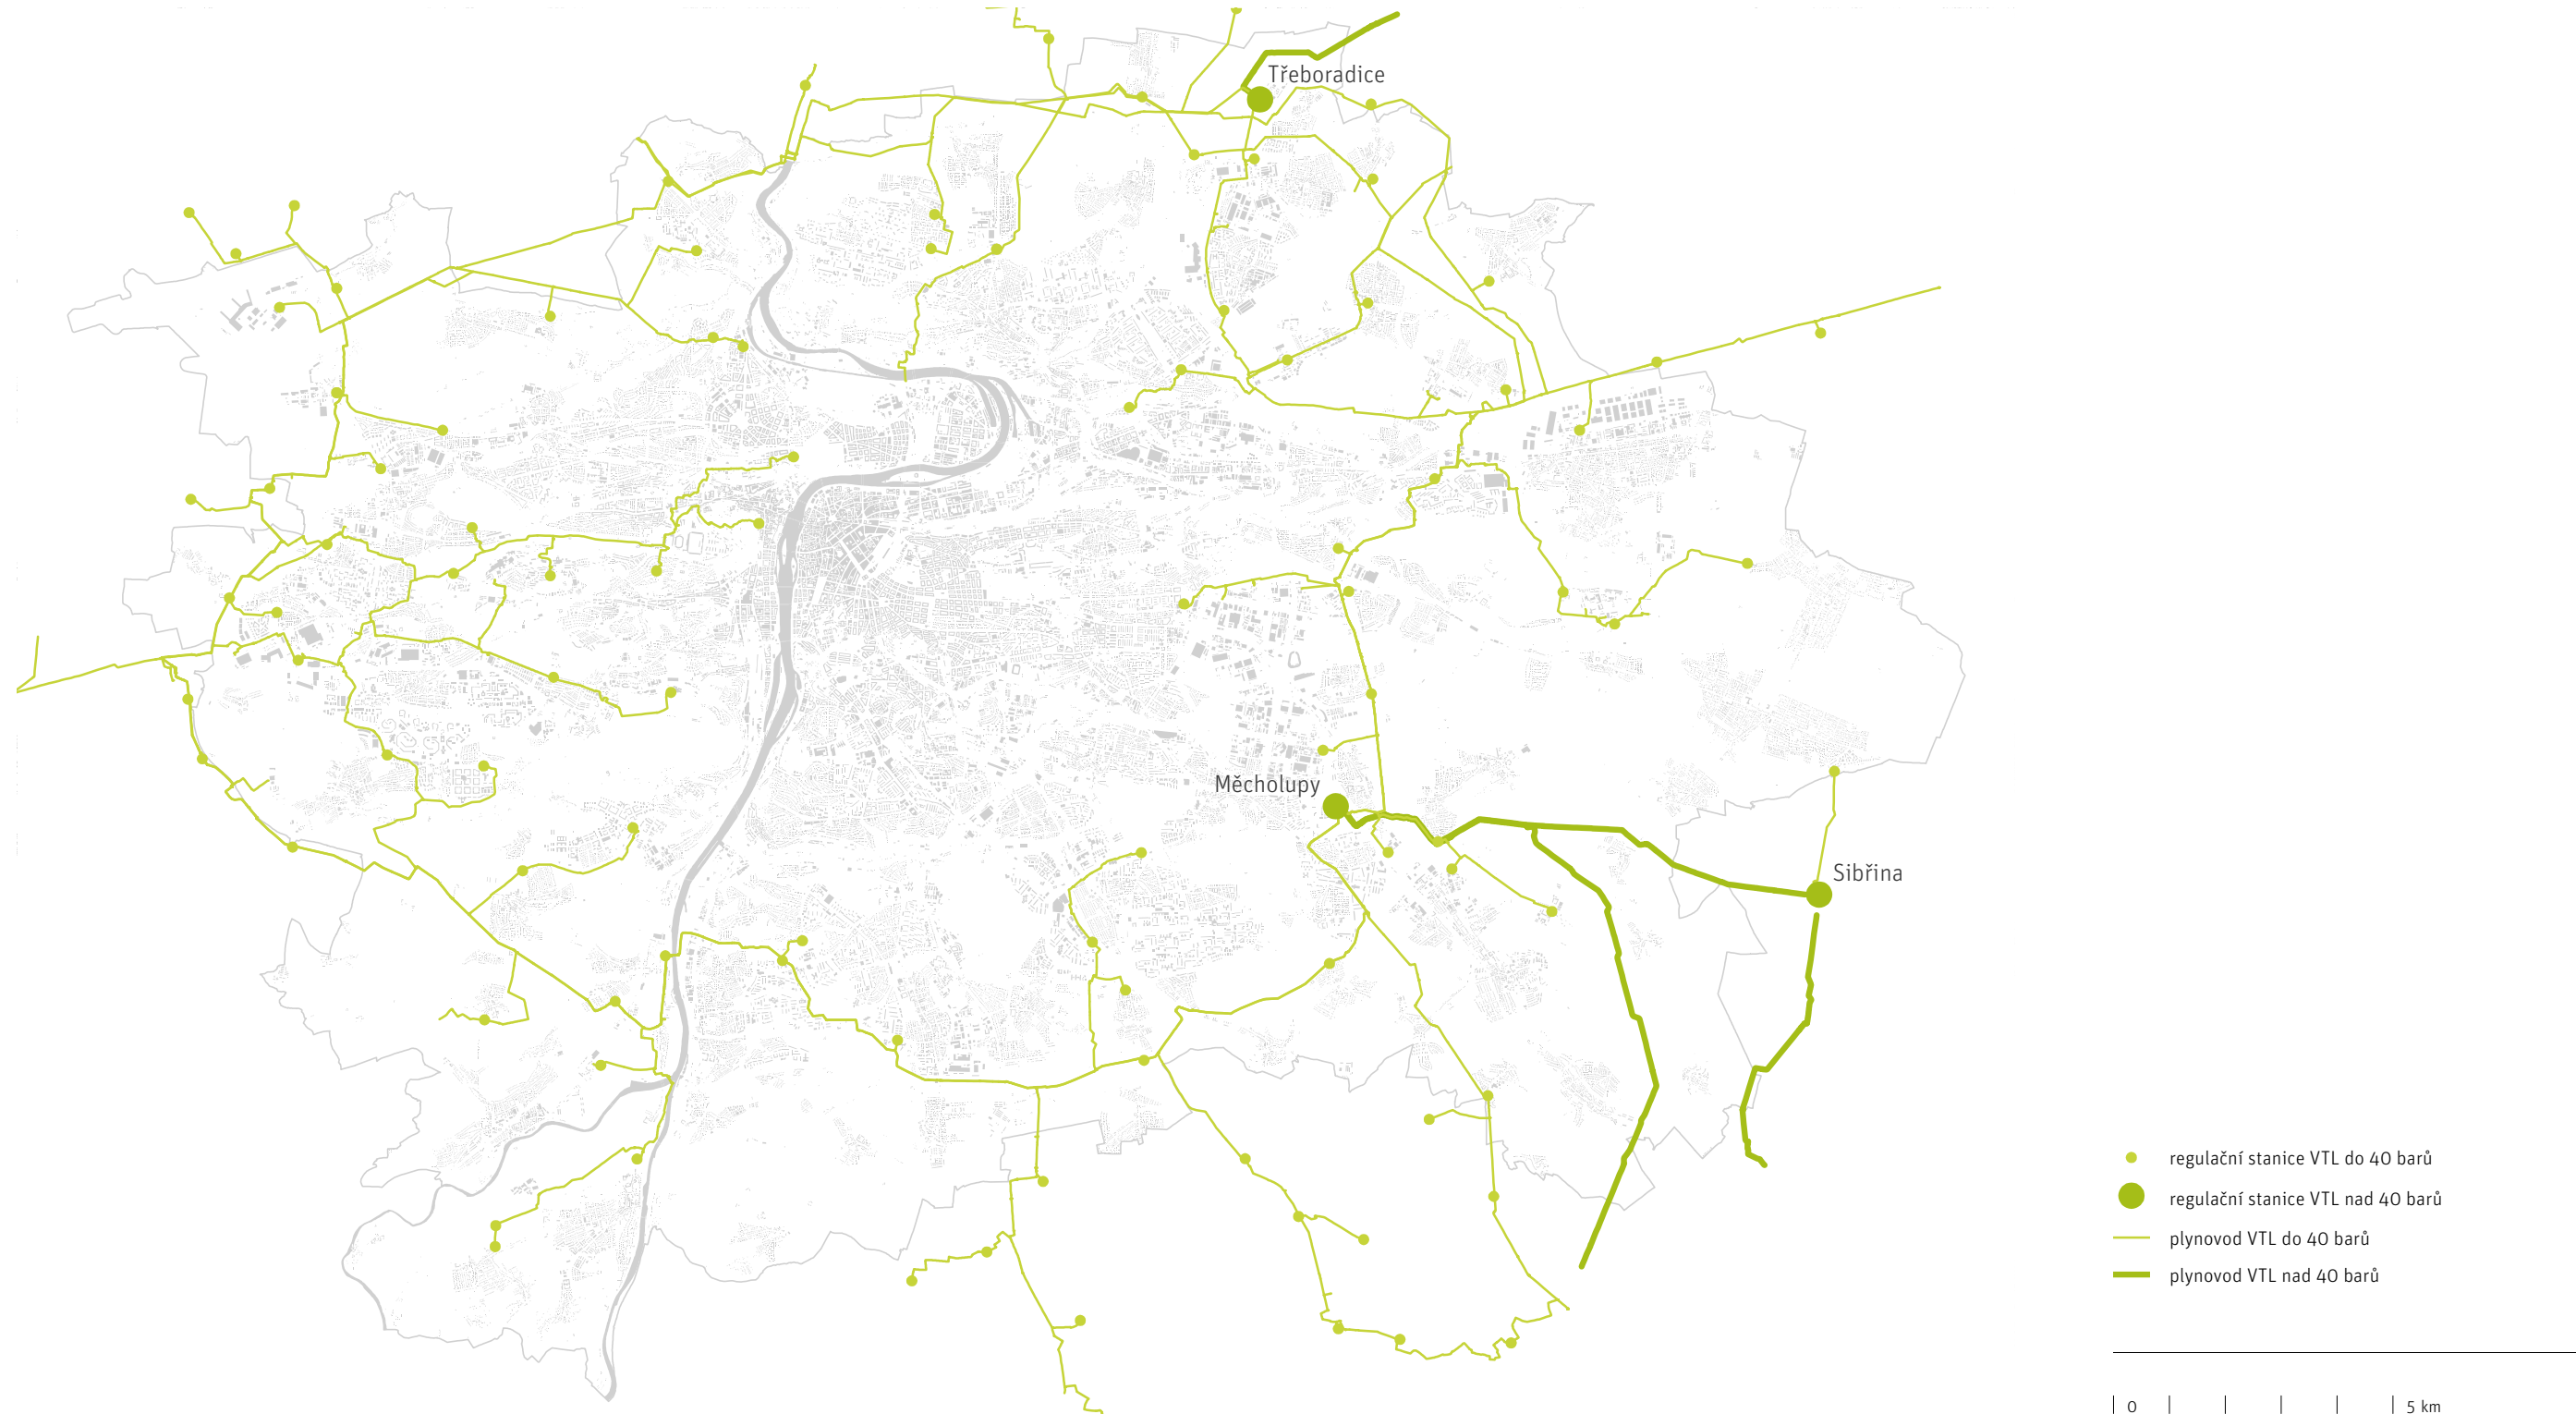 Třeboradice
Měcholupy
Sibřina
regulační stanice VTL do 40 barů
regulační stanice VTL nad 40 barů
plynovod VTL do 40 barů
plynovod VTL nad 40 barů
0 5 km